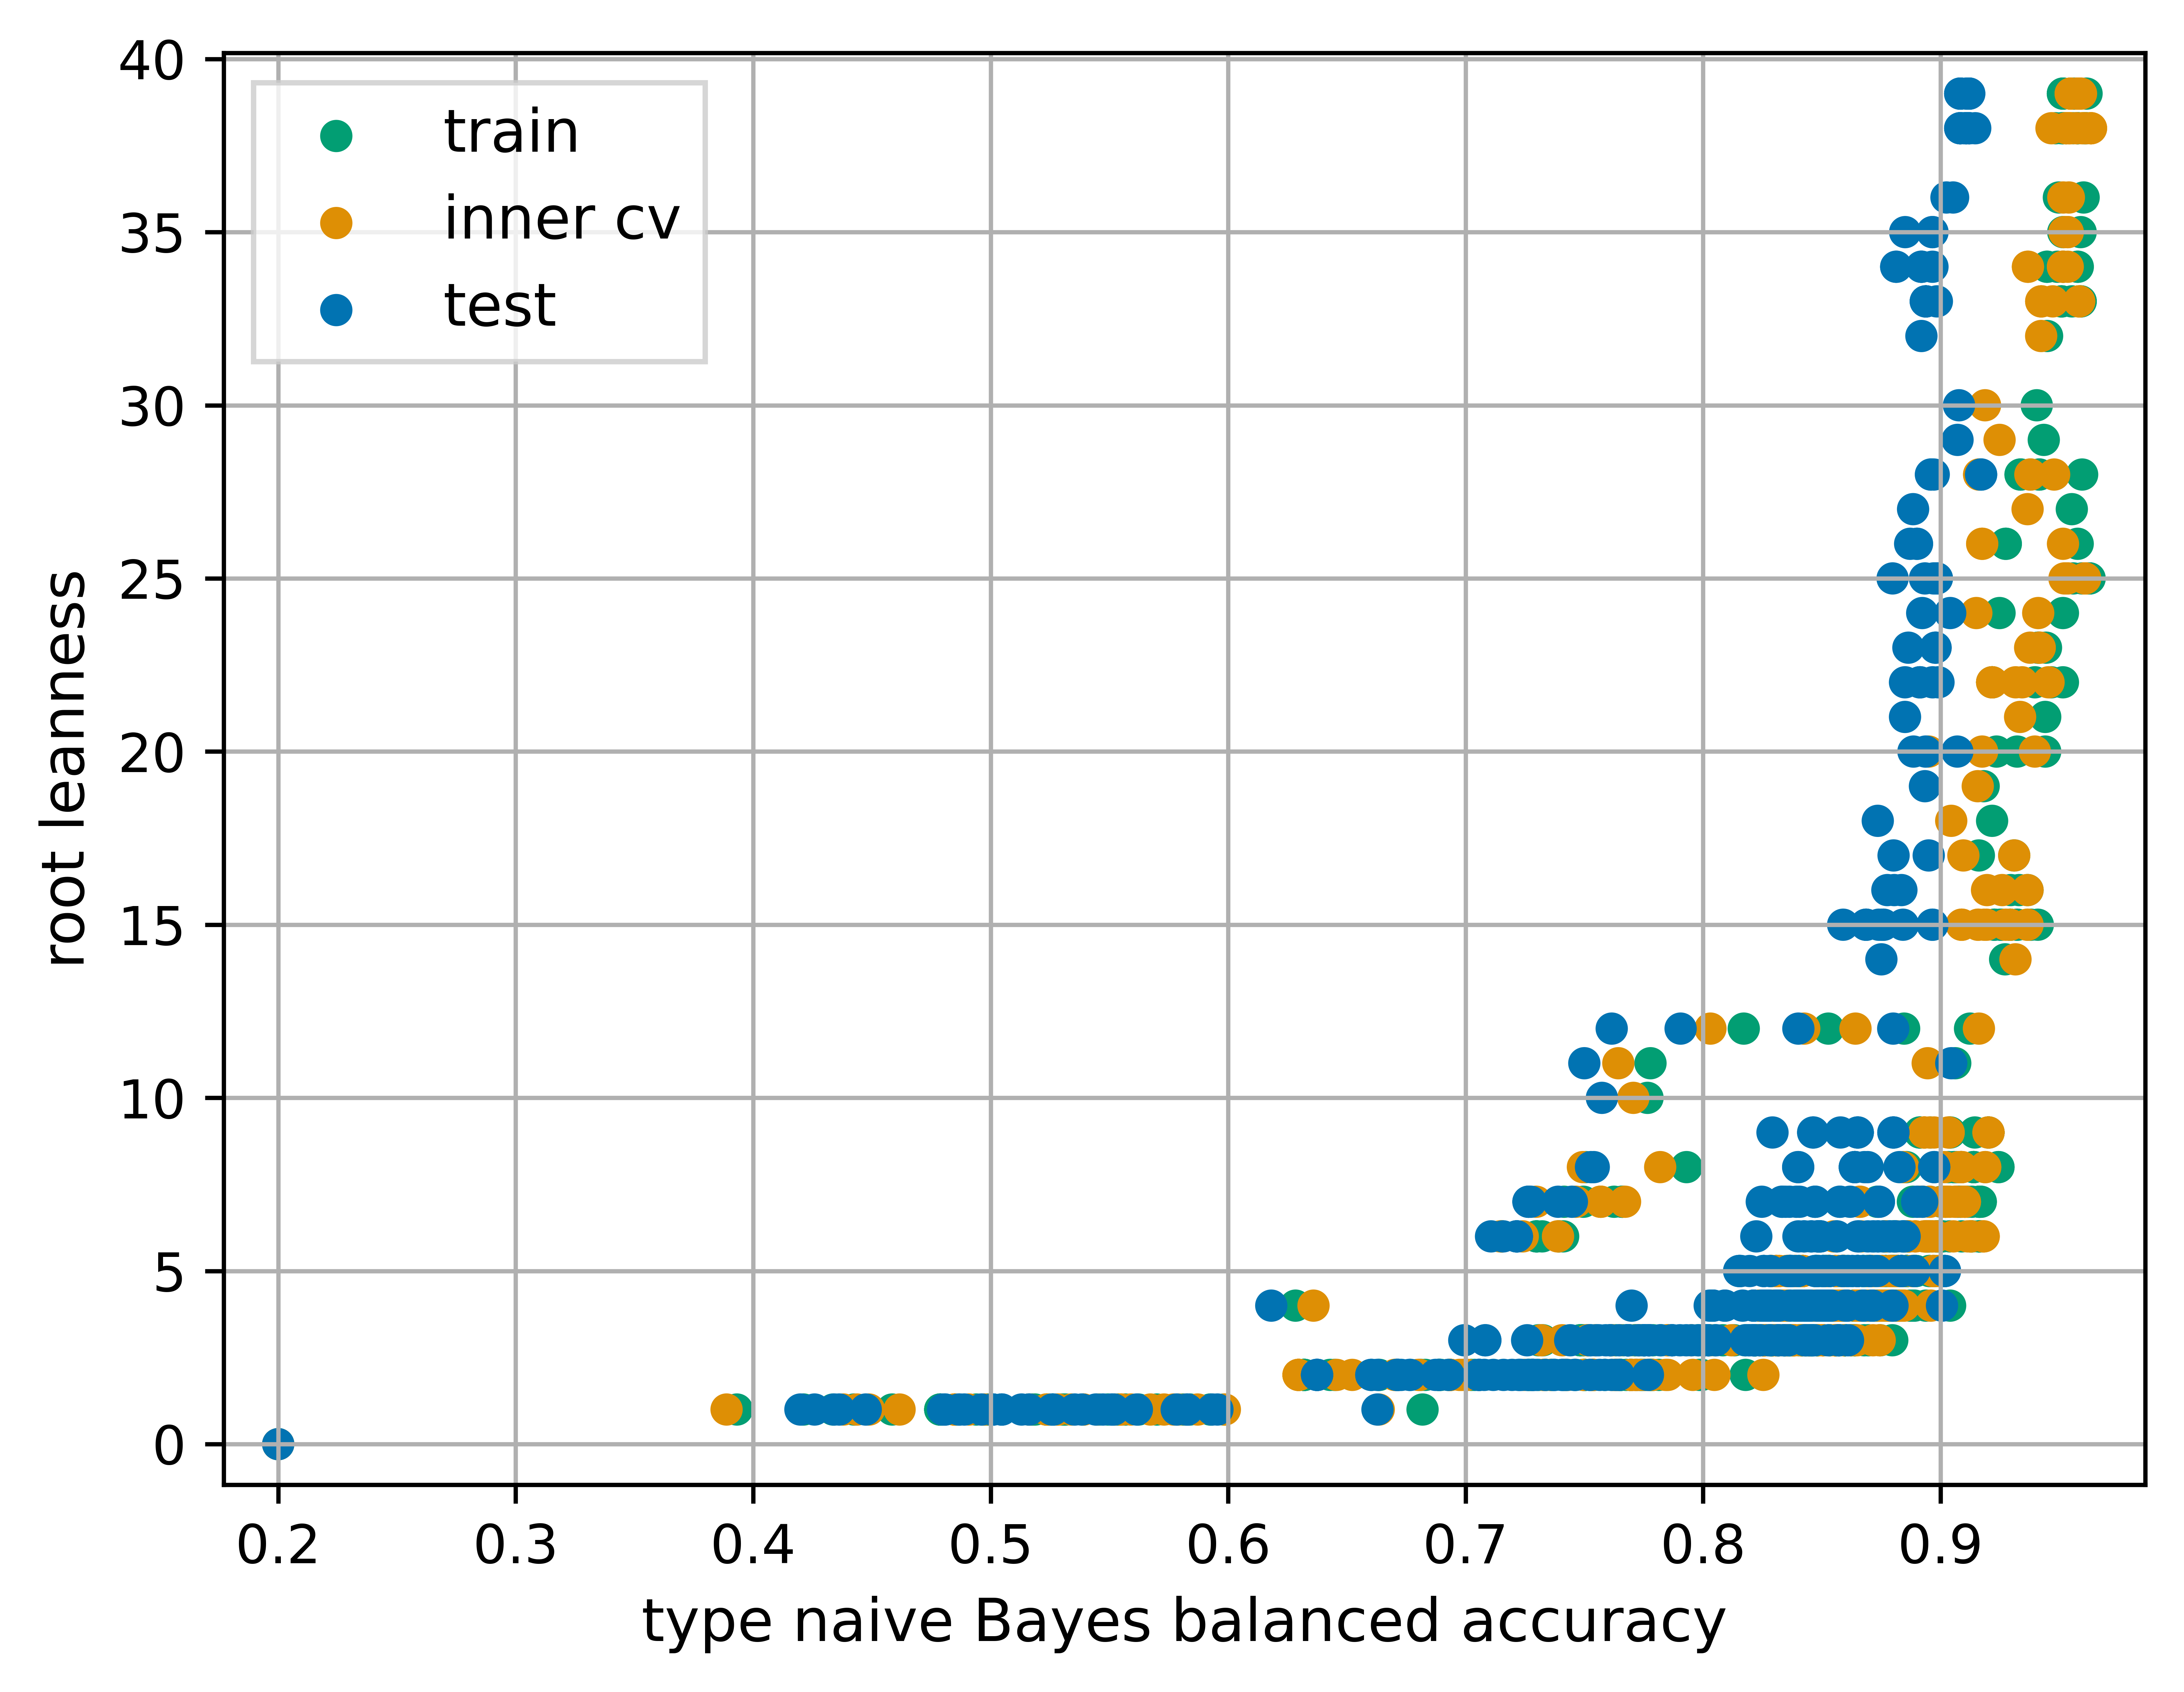 40
35
30
25
20
15
10
5
0
root leanness
train
inner cv
test
0.2 0.3 0.4 0.5 0.6 0.7 0.8 0.9
type naive Bayes balanced accuracy